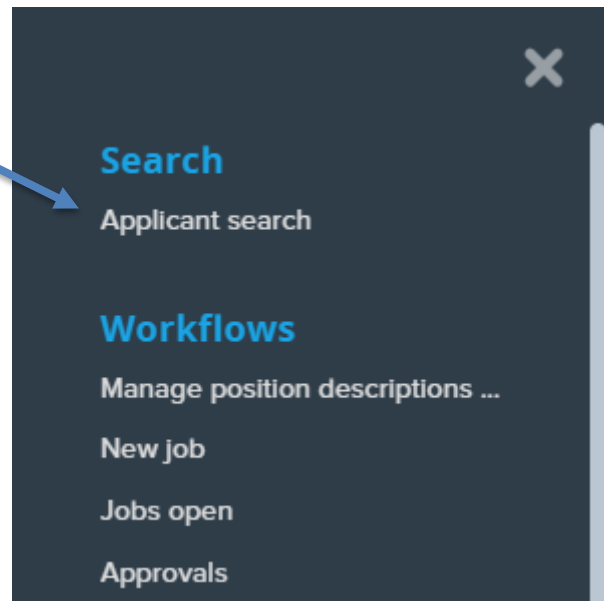 Search
Applicant search
Workflows
Manage position descriptions ...
New job
Jobs open
Approvals